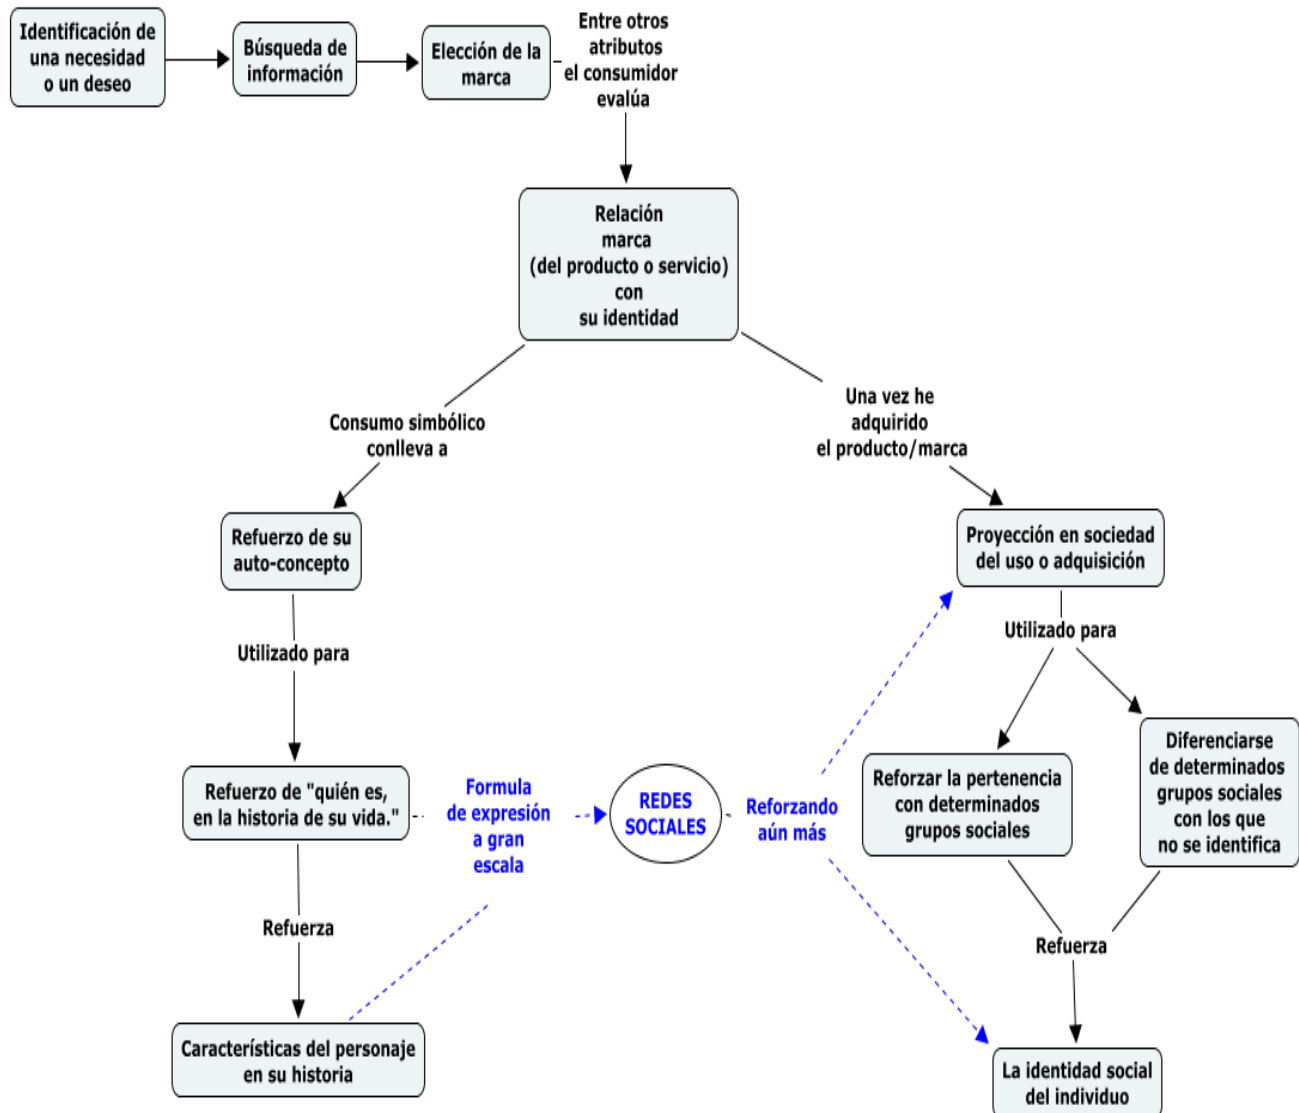 Identificación de
una necesidad
o un deseo
Búsqueda de
información
Elección de la
marca
Entre otros
atributos
el consumidor
evalúa
Relación
marca
(del producto o servicio)
con
su identidad
Consumo simbólico
conlleva a
Una vez he
adquirido
el producto/marca
Refuerzo de su
auto-concepto
Proyección en sociedad
del uso o adquisición
Utilizado para
Utilizado para
Refuerzo de "quién es,
en la historia de su vida."
Formula
de expresión
a gran
escala
REDES
SOCIALES
Reforzando
aún más
Reforzar la pertenencia
con determinados
grupos sociales
Diferenciarse
de determinados
grupos sociales
con los que
no se identifica
Refuerza
Refuerza
Características del personaje
en su historia
La identidad social
del individuo